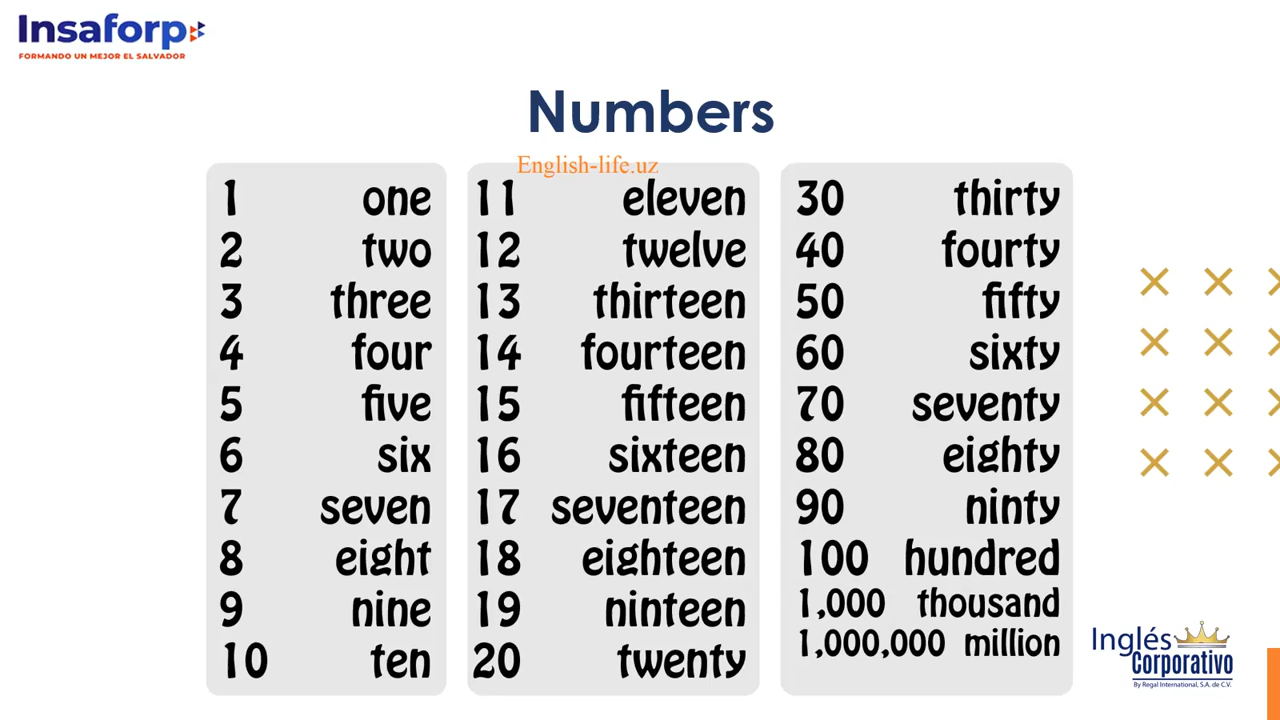 Insaforp
FORMANDO UN MEJOR EL SALVADOR
Numbers
English-life.uz
1 one
2 two
3 three
4 four
5 five
6 six
7 seven
8 eight
9 nine
10 ten
11 eleven
12 twelve
13 thirteen
14 fourteen
15 fifteen
16 sixteen
17 seventeen
18 eighteen
19 ninteen
20 twenty
30 thirty
40 fourty
50 fifty
60 sixty
70 seventy
80 eighty
90 ninty
100 hundred
1,000 thousand
1,000,000 million
Inglés
Corporativo
By Regal International, S.A. de C.V.